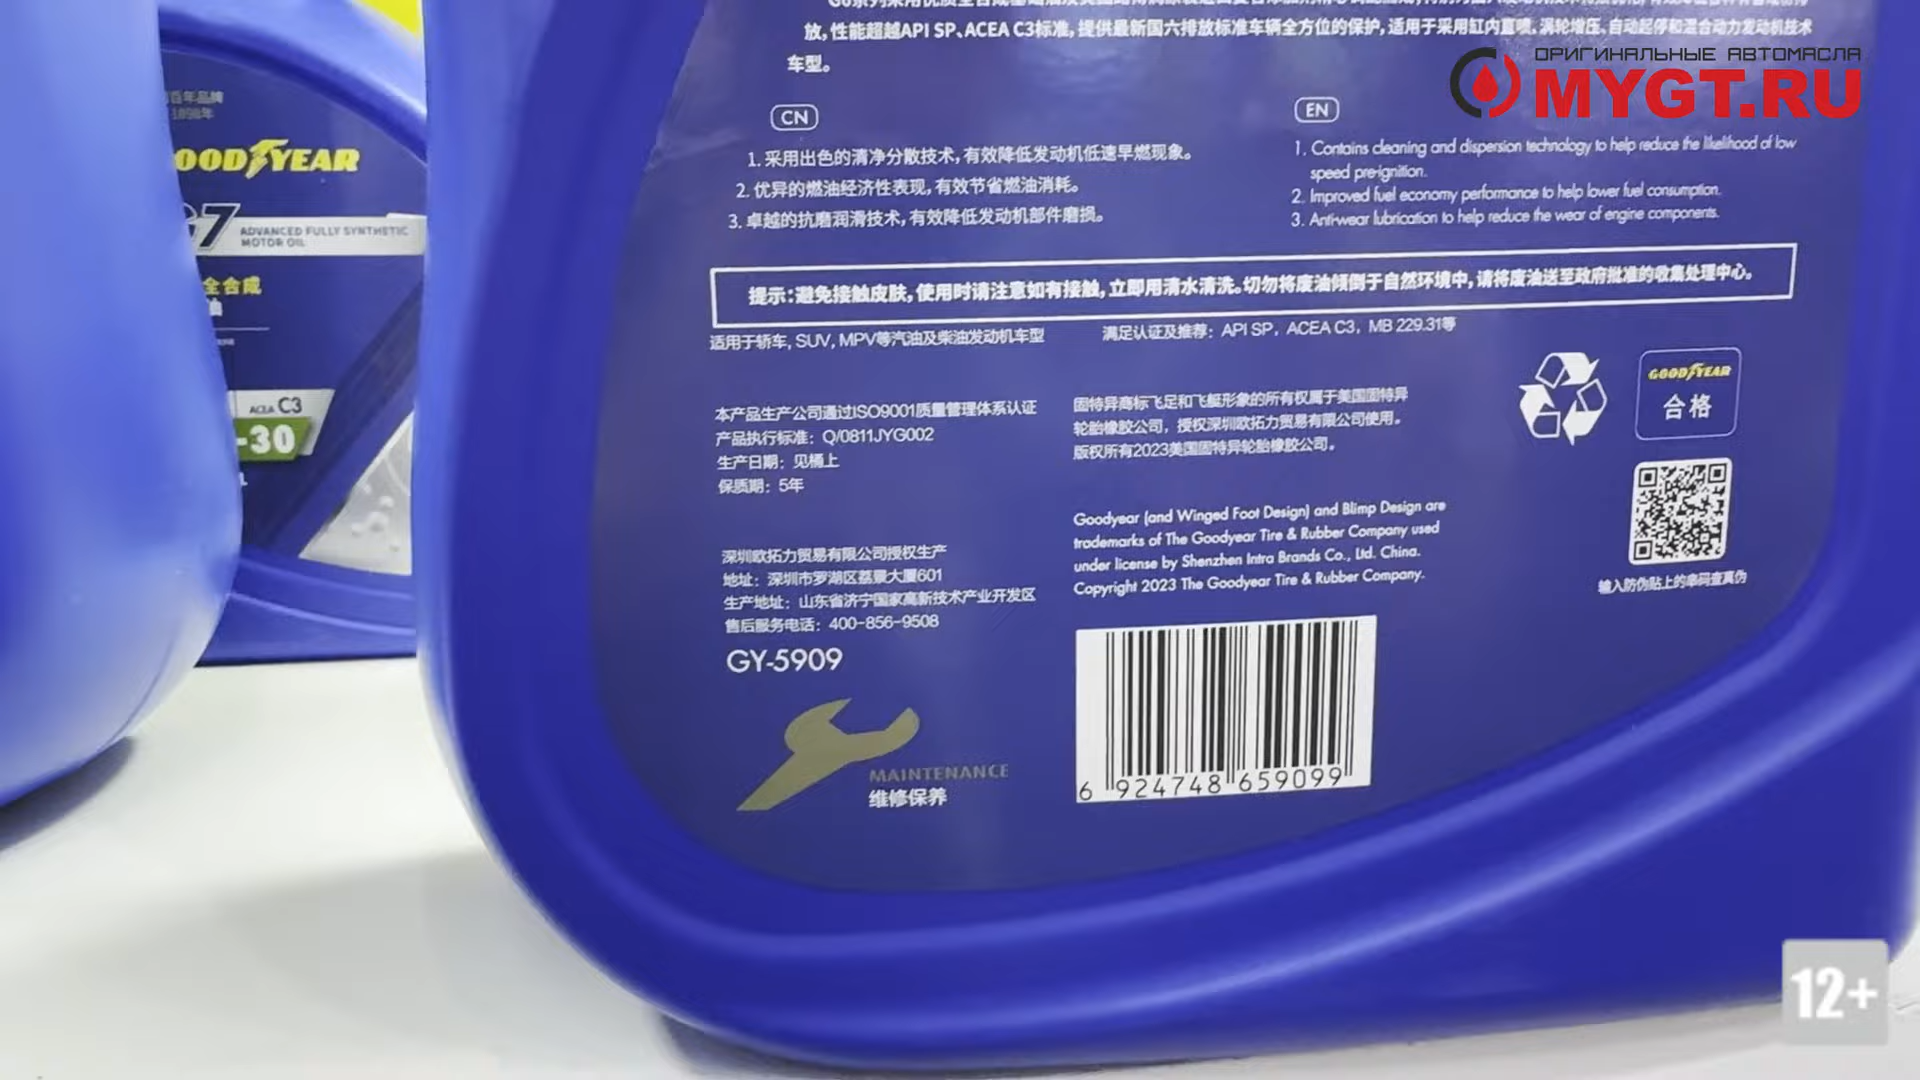 放,性能超越API SP、ACEA C3标准,提供最新国六排放标准车辆全方位的保护,适用于采用缸内直喷、涡轮增压、自动起停和混合动力发动机技术
车型。
ОРИГИНАЛЬНЫЕ АВТОМАСЛА
MYGT.RU
CN
1. 采用出色的清净分散技术,有效降低发动机低速早燃现象。
2. 优异的燃油经济性表现,有效节省燃油消耗。
3. 卓越的抗磨润滑技术,有效降低发动机部件磨损。
EN
1. Contains cleaning and dispersion technology to help reduce the likelihood of low
speed pre-ignition.
2. Improved fuel economy performance to help lower fuel consumption.
3. Anti-wear lubrication to help reduce the wear of engine components.
提示:避免接触皮肤,使用时请注意如有接触,立即用清水清洗。切勿将废油倾倒于自然环境中,请将废油送至政府批准的收集处理中心。
适用于轿车, SUV, MPV等汽油及柴油发动机车型
满足认证及推荐：API SP，ACEA C3，MB 229.31等
本产品生产公司通过ISO9001质量管理体系认证
产品执行标准：Q/0811JYG002
生产日期：见桶上
保质期：5年
固特异商标飞足和飞艇形象的所有权属于美国固特异
轮胎橡胶公司，授权深圳欧拓力贸易有限公司使用。
版权所有2023美国固特异轮胎橡胶公司。
GOODYEAR
合格
深圳欧拓力贸易有限公司授权生产
地址：深圳市罗湖区荔景大厦601
生产地址：山东省济宁国家高新技术产业开发区
售后服务电话：400-856-9508
GY-5909
Goodyear (and Winged Foot Design) and Blimp Design are
trademarks of The Goodyear Tire & Rubber Company used
under license by Shenzhen Intra Brands Co., Ltd. China.
Copyright 2023 The Goodyear Tire & Rubber Company.
输入防伪贴上的串码查真伪
MAINTENANCE
维修保养
6 924748 659099
百年品牌
1898年
OODYEAR
G7
ADVANCED FULLY SYNTHETIC
MOTOR OIL
全合成
油
ACEA C3
-30
L
12+